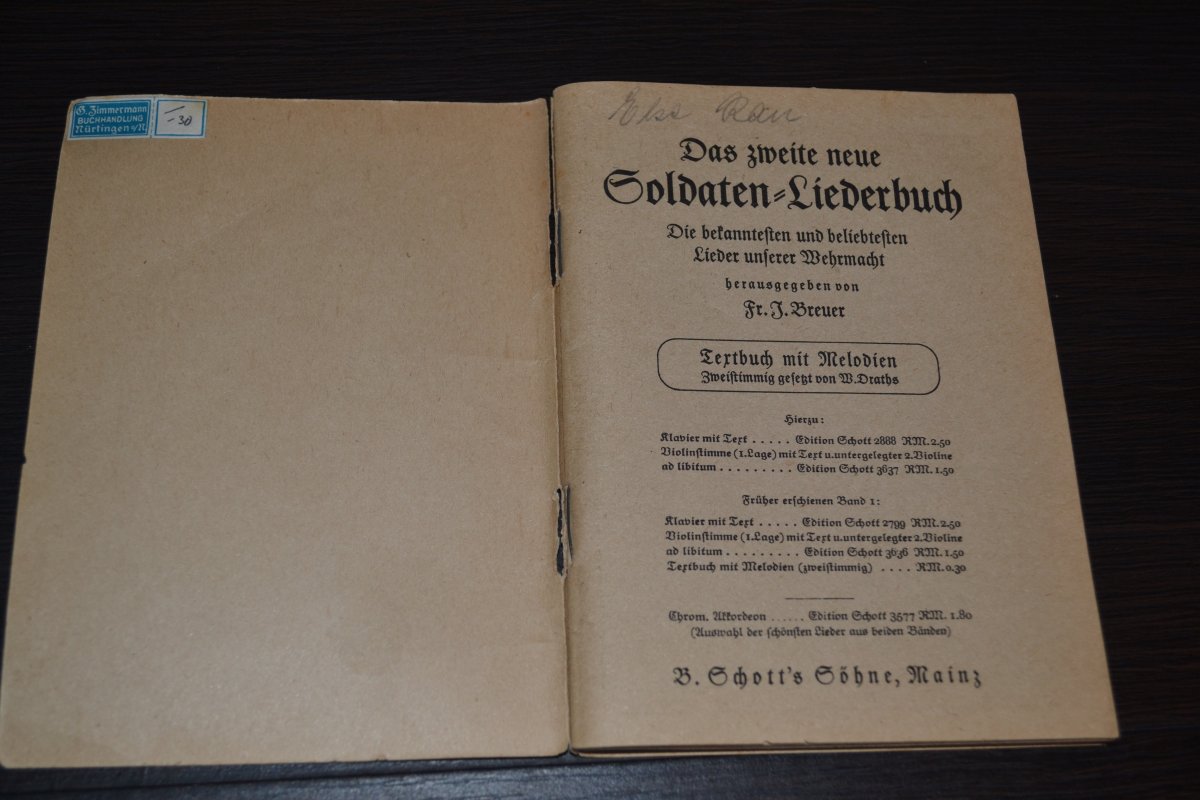 G. Zimmermann
BUCHHANDLUNG
Nürtingen a/N.
-30
Elsa Rau
Das zweite neue
Soldaten=Liederbuch
Die bekanntesten und beliebtesten
Lieder unserer Wehrmacht
herausgegeben von
Fr. J. Breuer
Textbuch mit Melodien
Zweistimmig gesetzt von W. Draths
Hierzu:
Klavier mit Text ..... Edition Schott 2888 RM. 2.50
Violinstimme (1. Lage) mit Text u. untergelegter 2. Violine
ad libitum ......... Edition Schott 3637 RM. 1.50
Früher erschienen Band 1:
Klavier mit Text ..... Edition Schott 2799 RM. 2.50
Violinstimme (1. Lage) mit Text u. untergelegter 2. Violine
ad libitum ......... Edition Schott 3636 RM. 1.50
Textbuch mit Melodien (zweistimmig) .... RM. 0.30
Chrom. Akkordeon ...... Edition Schott 3577 RM. 1.80
(Auswahl der schönsten Lieder aus beiden Bänden)
B. Schott's Söhne, Mainz